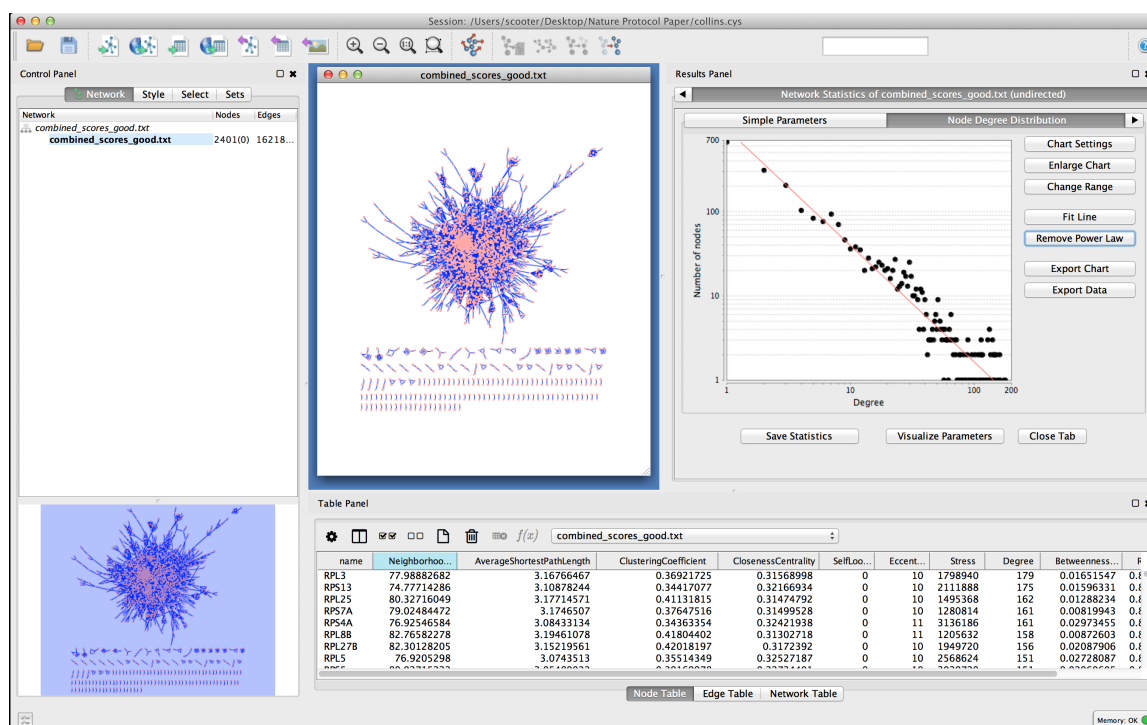 Session: /Users/scooter/Desktop/Nature Protocol Paper/collins.cys
Control Panel
Network Style Select Sets
Network Nodes Edges
combined_scores_good.txt
combined_scores_good.txt 2401(0) 16218...
combined_scores_good.txt
Results Panel
Network Statistics of combined_scores_good.txt (undirected)
Simple Parameters Node Degree Distribution
700
100
10
1
1 10 100 200
Number of nodes
Degree
Chart Settings
Enlarge Chart
Change Range
Fit Line
Remove Power Law
Export Chart
Export Data
Save Statistics Visualize Parameters Close Tab
Table Panel
f(x) combined_scores_good.txt
name Neighborhoo... AverageShortestPathLength ClusteringCoefficient ClosenessCentrality SelfLoo... Eccent... Stress Degree Betweenness...
RPL3 77.98882682 3.16766467 0.36921725 0.31568998 0 10 1798940 179 0.01651547
RPS13 74.77714286 3.10878244 0.34417077 0.32166934 0 10 2111888 175 0.01596331
RPL25 80.32716049 3.17714571 0.41131815 0.31474792 0 10 1495368 162 0.01288234
RPS7A 79.02484472 3.1746507 0.37647516 0.31499528 0 10 1280814 161 0.00819943
RPS4A 76.92546584 3.08433134 0.34363354 0.32421938 0 11 3136186 161 0.02973455
RPL8B 82.76582278 3.19461078 0.41804402 0.31302718 0 11 1205632 158 0.00872603
RPL27B 82.30128205 3.15219561 0.42018197 0.3172392 0 10 1949720 156 0.02087906
RPL5 76.9205298 3.0743513 0.35514349 0.32527187 0 10 2568624 151 0.02728087
Node Table Edge Table Network Table
Memory: OK